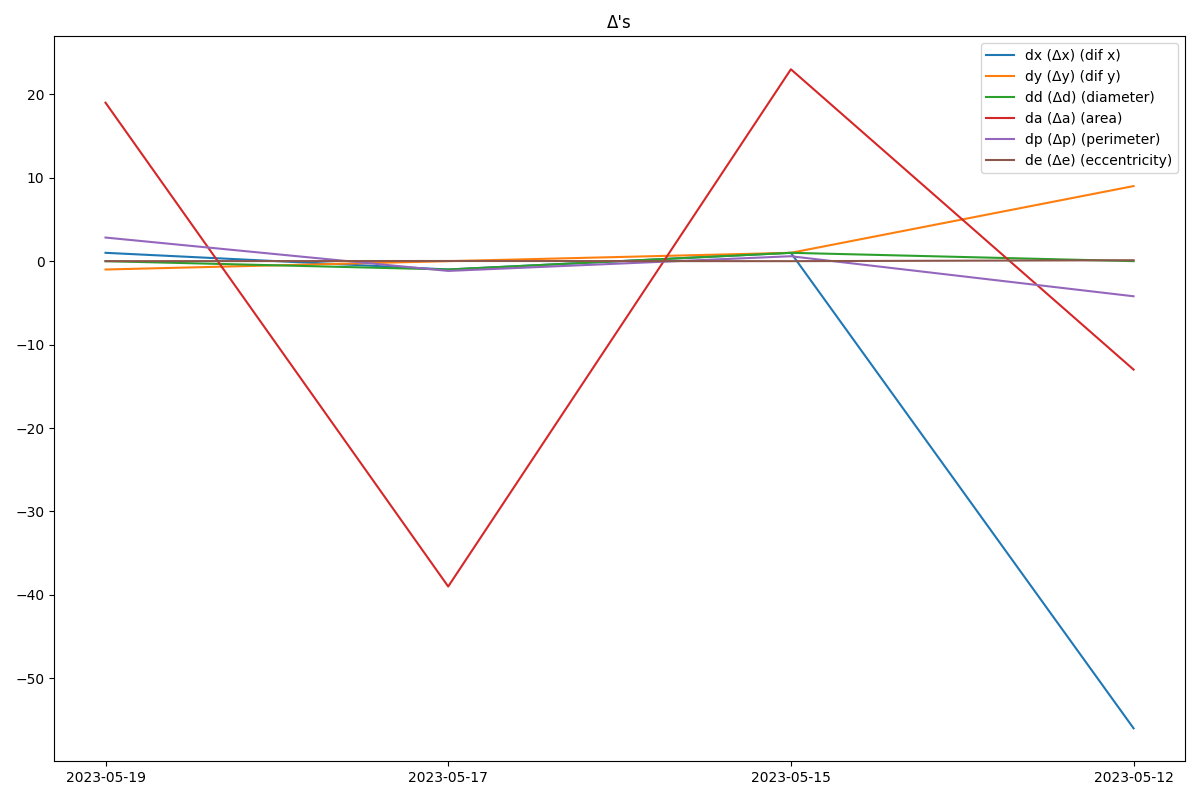 Δ's
dx (Δx) (dif x)
dy (Δy) (dif y)
dd (Δd) (diameter)
da (Δa) (area)
dp (Δp) (perimeter)
de (Δe) (eccentricity)
20
10
0
−10
−20
−30
−40
−50
2023-05-19 2023-05-17 2023-05-15 2023-05-12